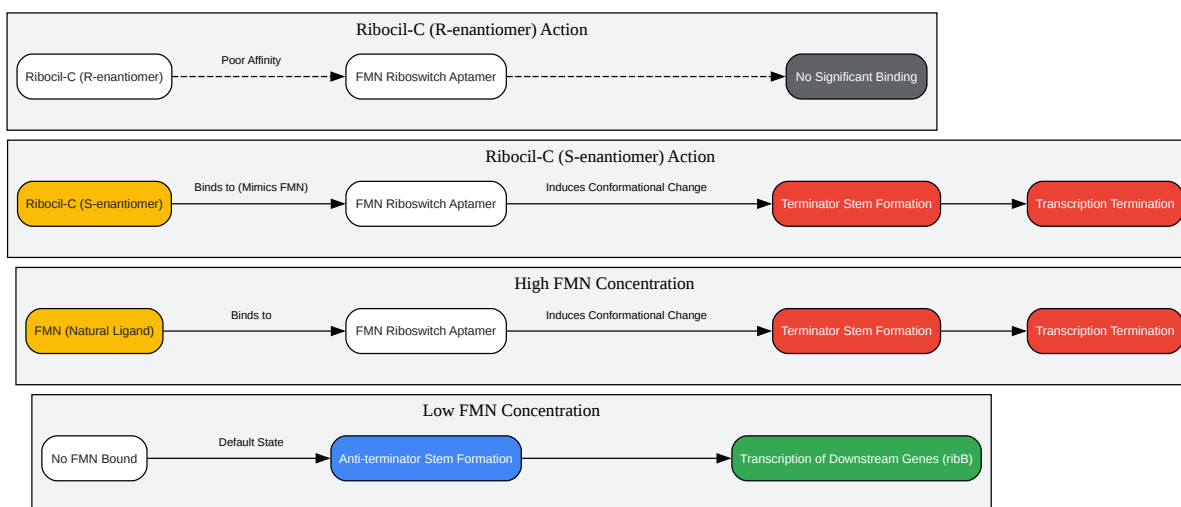 Ribocil-C (R-enantiomer) Action
Poor Affinity
Ribocil-C (R-enantiomer)
FMN Riboswitch Aptamer
No Significant Binding
Ribocil-C (S-enantiomer) Action
Binds to (Mimics FMN)
Induces Conformational Change
Ribocil-C (S-enantiomer)
FMN Riboswitch Aptamer
Terminator Stem Formation
Transcription Termination
High FMN Concentration
Binds to
Induces Conformational Change
FMN (Natural Ligand)
FMN Riboswitch Aptamer
Terminator Stem Formation
Transcription Termination
Low FMN Concentration
Default State
No FMN Bound
Anti-terminator Stem Formation
Transcription of Downstream Genes (ribB)